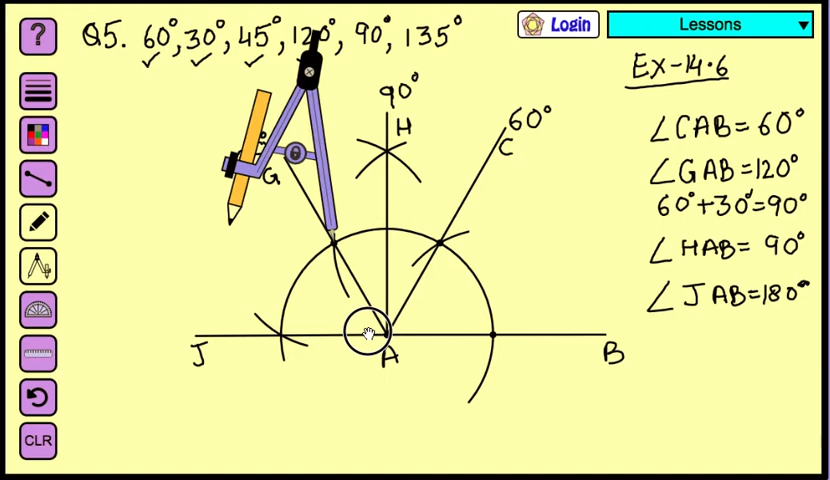 ?
Login
Lessons
Q5. 60°, 30°, 45°, 120°, 90°, 135°
Ex-14.6
90°
H
60°
C
∠CAB = 60°
G
∠GAB = 120°
60° + 30° = 90°
∠HAB = 90°
∠JAB = 180°
J
A
B
CLR